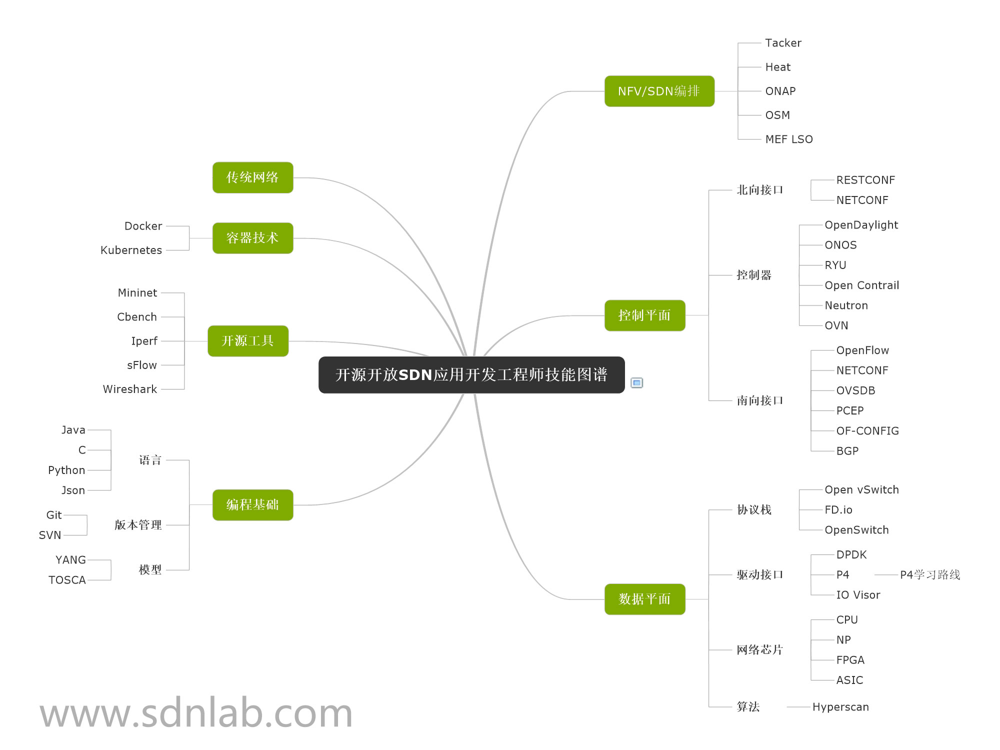 开源开放SDN应用开发工程师技能图谱
NFV/SDN编排
Tacker
Heat
ONAP
OSM
MEF LSO
控制平面
北向接口
RESTCONF
NETCONF
控制器
OpenDaylight
ONOS
RYU
Open Contrail
Neutron
OVN
南向接口
OpenFlow
NETCONF
OVSDB
PCEP
OF-CONFIG
BGP
数据平面
协议栈
Open vSwitch
FD.io
OpenSwitch
驱动接口
DPDK
P4
P4学习路线
IO Visor
网络芯片
CPU
NP
FPGA
ASIC
算法
Hyperscan
传统网络
容器技术
Docker
Kubernetes
开源工具
Mininet
Cbench
Iperf
sFlow
Wireshark
编程基础
语言
Java
C
Python
Json
版本管理
Git
SVN
模型
YANG
TOSCA
www.sdnlab.com